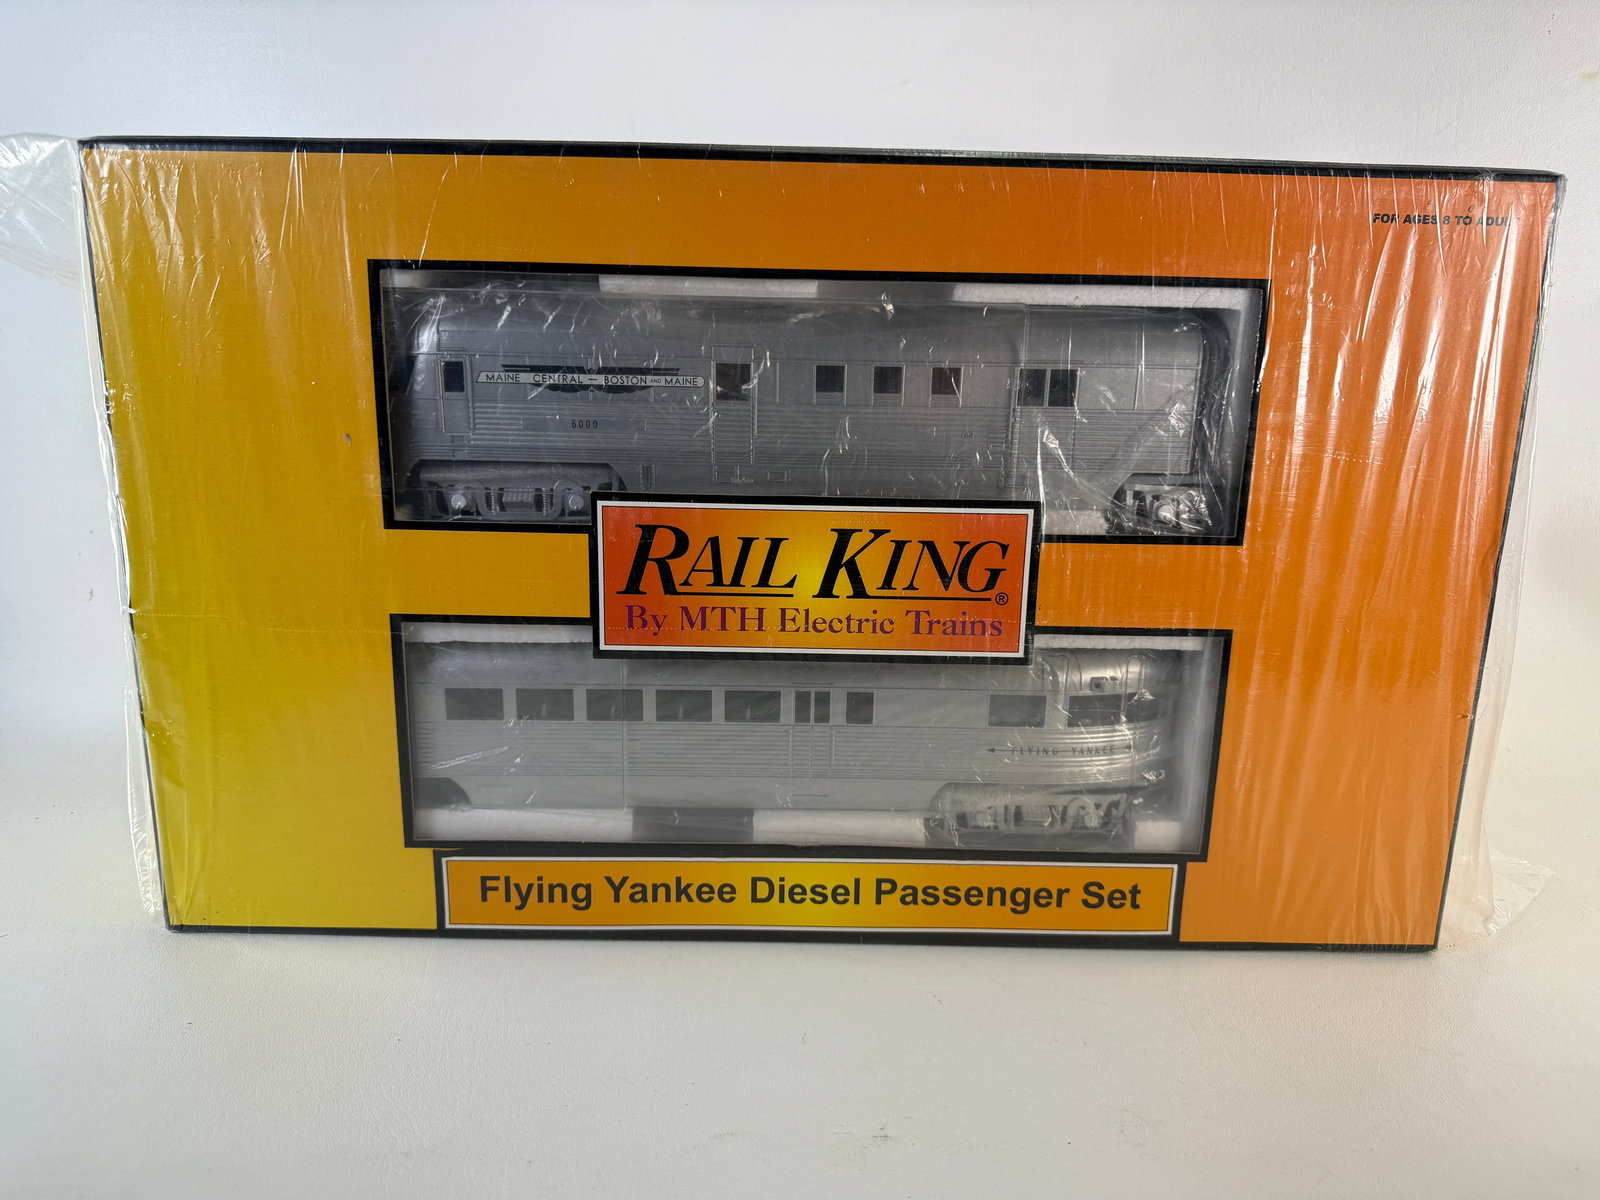 FOR AGES 8 TO ADULT
MAINE CENTRAL — BOSTON AND MAINE
6000
RAIL KING®
By MTH Electric Trains
FLYING YANKEE
Flying Yankee Diesel Passenger Set